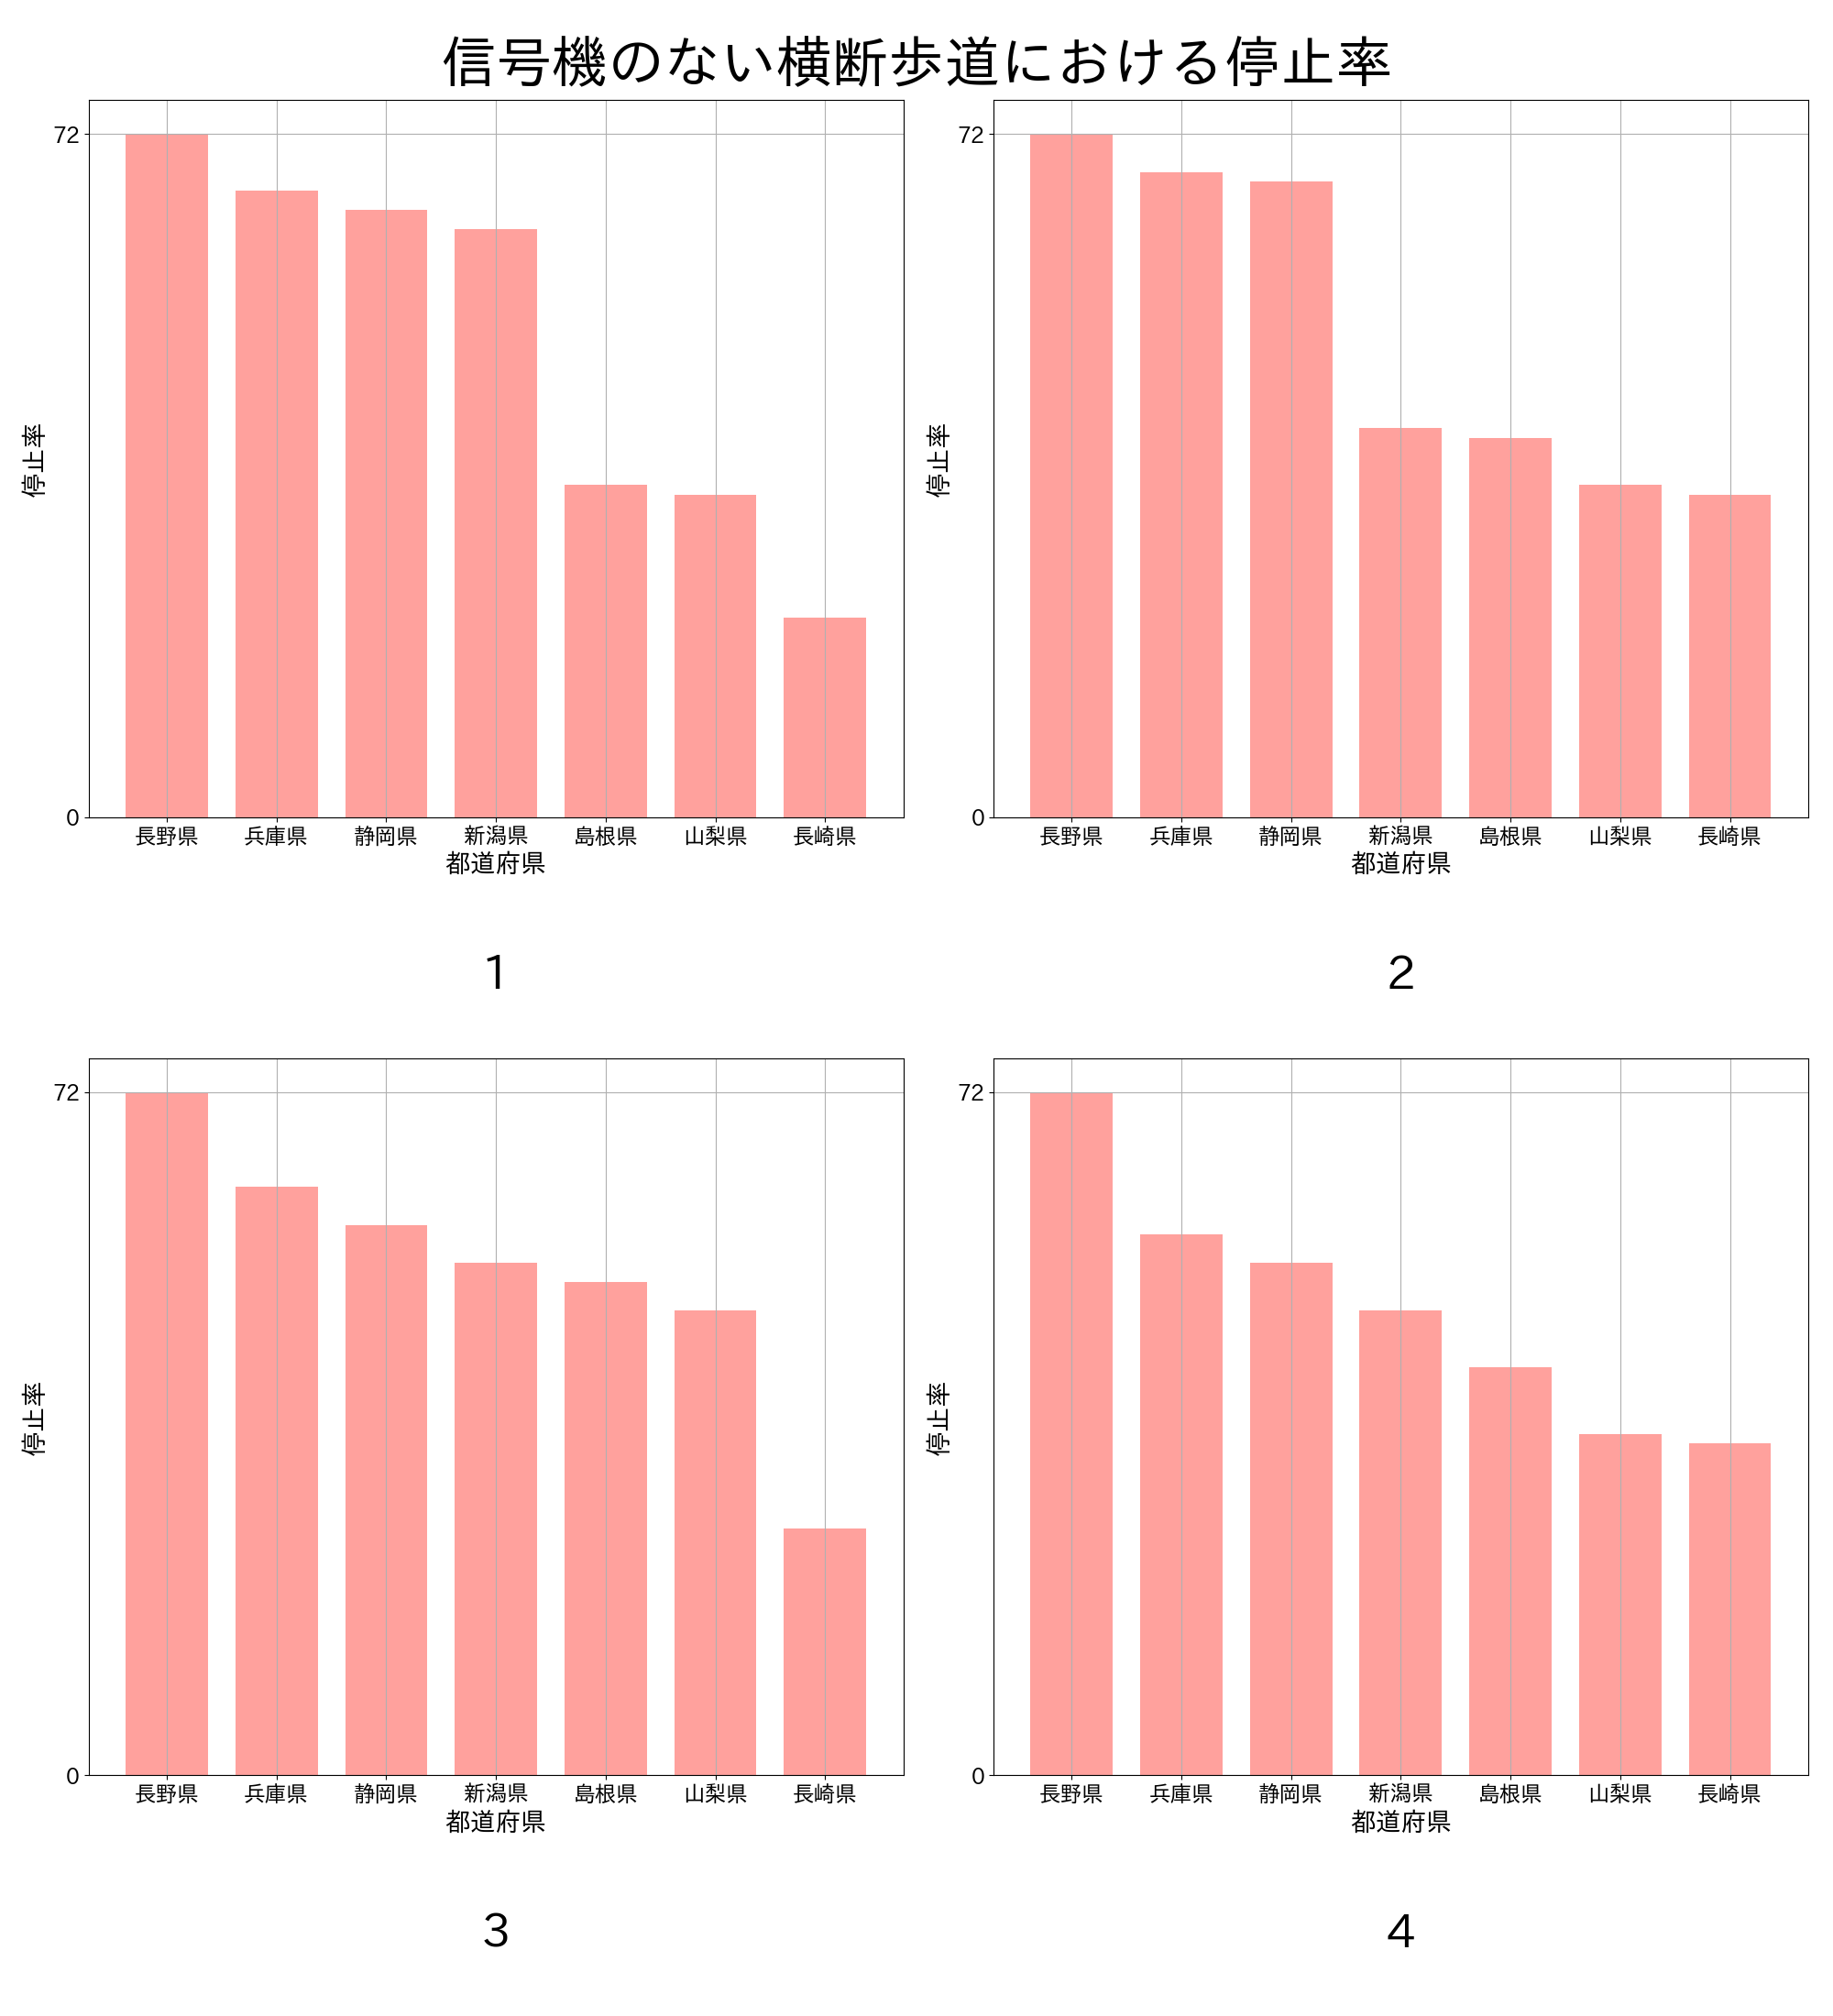 信号機のない横断歩道における停止率
72
0
停止率
長野県 兵庫県 静岡県 新潟県 島根県 山梨県 長崎県
都道府県
1
72
0
停止率
長野県 兵庫県 静岡県 新潟県 島根県 山梨県 長崎県
都道府県
2
72
0
停止率
長野県 兵庫県 静岡県 新潟県 島根県 山梨県 長崎県
都道府県
3
72
0
停止率
長野県 兵庫県 静岡県 新潟県 島根県 山梨県 長崎県
都道府県
4